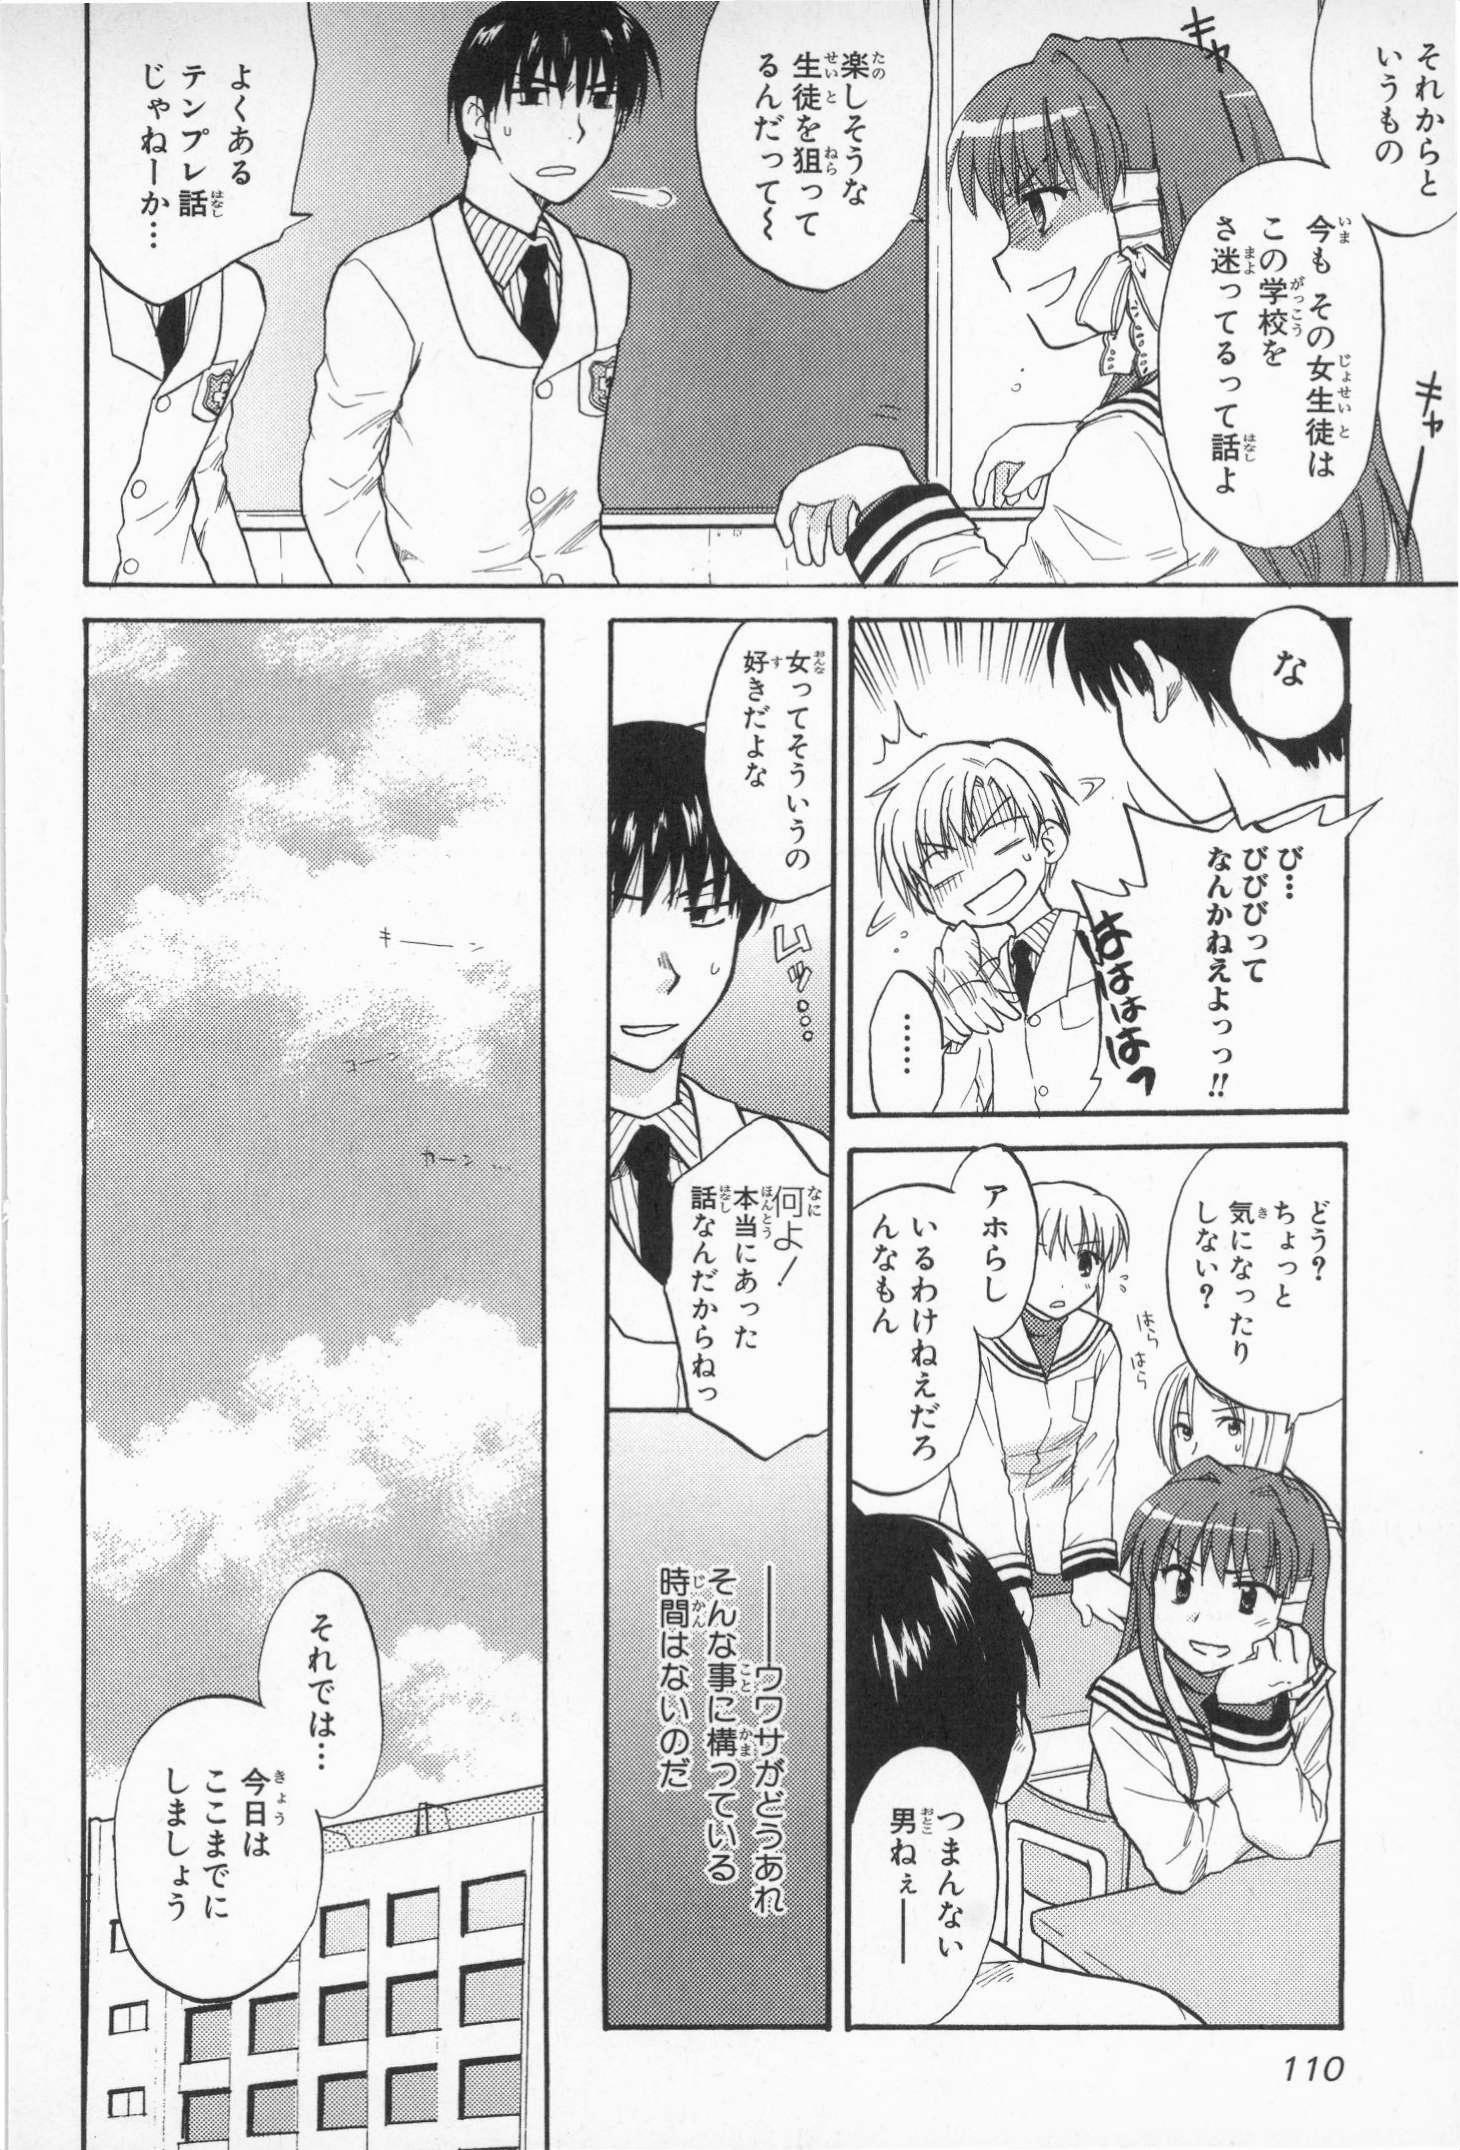 それからと
いうもの
今もその女生徒は
この学校を
さ迷ってるって話よ
キャ
キャー
楽しそうな
生徒を狙って
るんだって〜
よくある
テンプレ話
じゃねーか…
な
び…
びびびって
なんかねえよっっ!!
はははははっ
……
女ってそういうの
好きだよな
ムッ…
何よ!
本当にあった
話なんだからねっ
どう?
ちょっと
気になったり
しない?
はら
はら
アホらし
いるわけねえだろ
んなもん
つまんない
男ねぇ――
――ウワサがどうあれ
そんな事に構っている
時間はないのだ
キーーン
コーン
カーン…
それでは…
今日は
ここまでに
しましょう
110